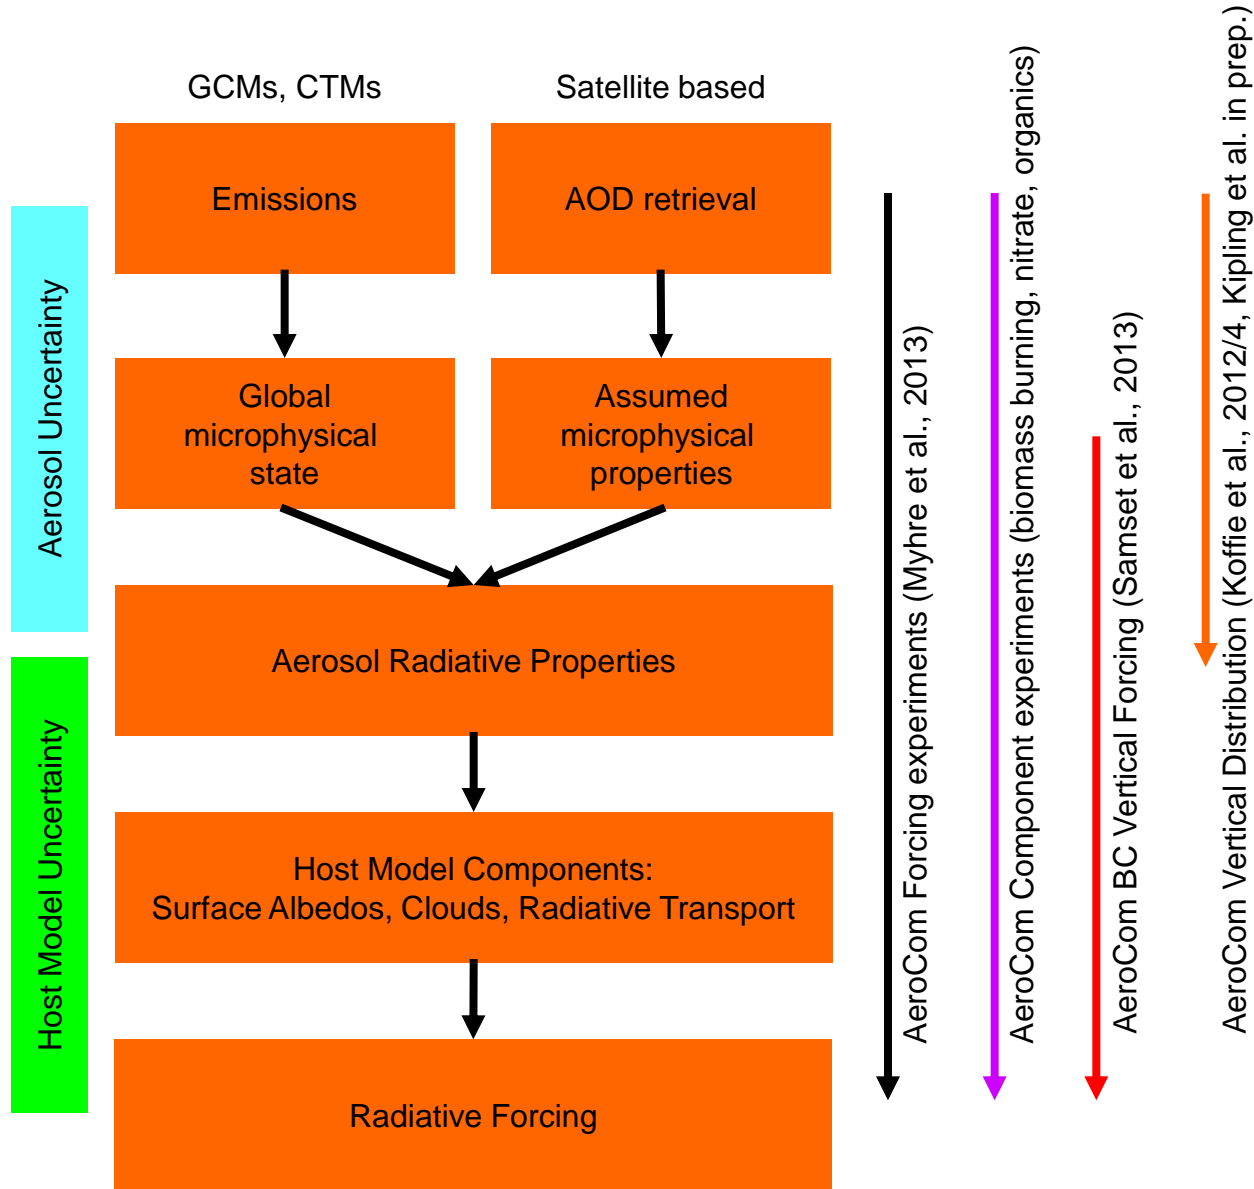 GCMs, CTMs
Satellite based
Emissions
AOD retrieval
Global
microphysical
state
Assumed
microphysical
properties
Aerosol Radiative Properties
Host Model Components:
Surface Albedos, Clouds, Radiative Transport
Radiative Forcing
Aerosol Uncertainty
Host Model Uncertainty
AeroCom Forcing experiments (Myhre et al., 2013)
AeroCom Component experiments (biomass burning, nitrate, organics)
AeroCom BC Vertical Forcing (Samset et al., 2013)
AeroCom Vertical Distribution (Koffie et al., 2012/4, Kipling et al. in prep.)